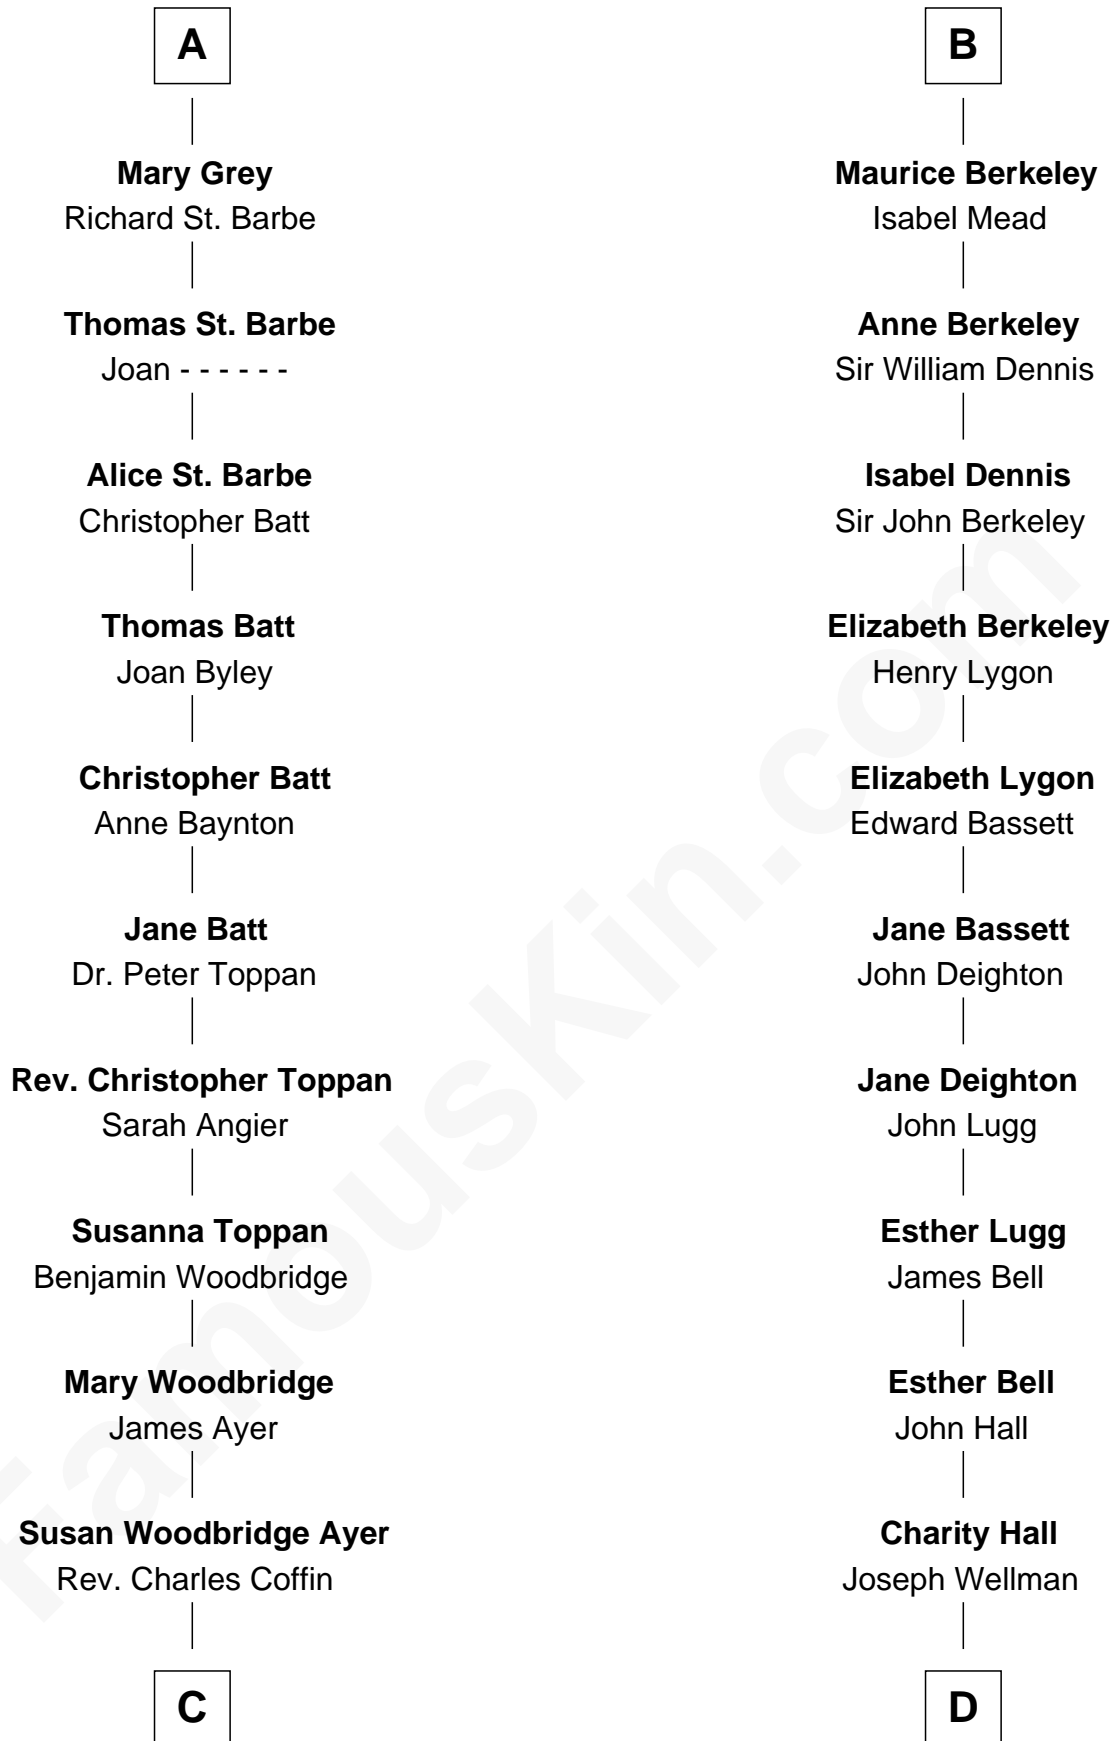 A
Mary Grey
Richard St. Barbe
Thomas St. Barbe
Joan - - - - - -
Alice St. Barbe
Christopher Batt
Thomas Batt
Joan Byley
Christopher Batt
Anne Baynton
Jane Batt
Dr. Peter Toppan
Rev. Christopher Toppan
Sarah Angier
Susanna Toppan
Benjamin Woodbridge
Mary Woodbridge
James Ayer
Susan Woodbridge Ayer
Rev. Charles Coffin
C
B
Maurice Berkeley
Isabel Mead
Anne Berkeley
Sir William Dennis
Isabel Dennis
Sir John Berkeley
Elizabeth Berkeley
Henry Lygon
Elizabeth Lygon
Edward Bassett
Jane Bassett
John Deighton
Jane Deighton
John Lugg
Esther Lugg
James Bell
Esther Bell
John Hall
Charity Hall
Joseph Wellman
D
FamousKin.com